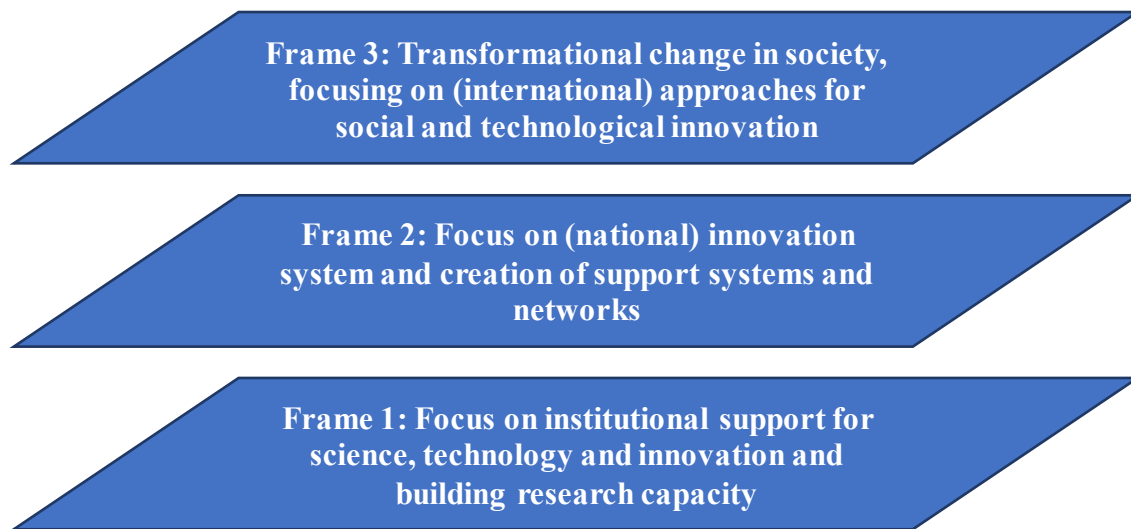 Frame 3: Transformational change in society,
focusing on (international) approaches for
social and technological innovation
Frame 2: Focus on (national) innovation
system and creation of support systems and
networks
Frame 1: Focus on institutional support for
science, technology and innovation and
building research capacity